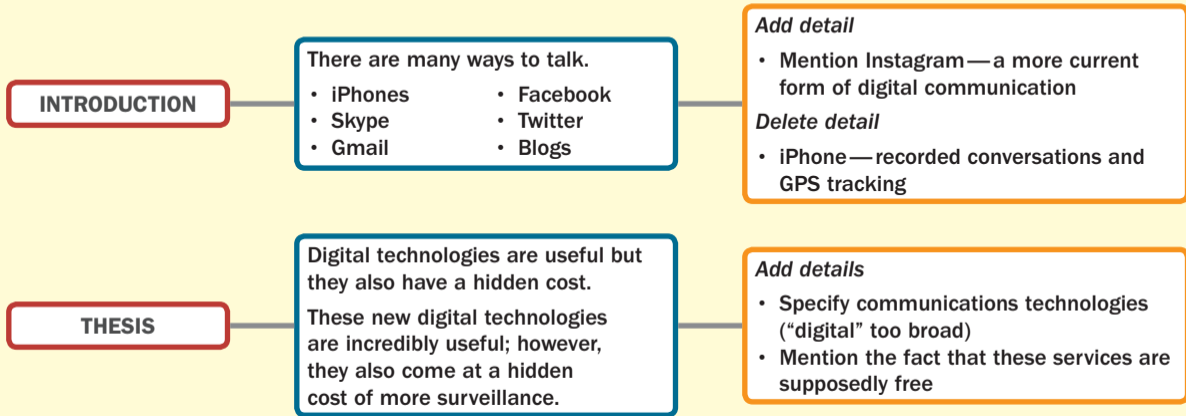 INTRODUCTION
There are many ways to talk.
• iPhones
• Skype
• Gmail
• Facebook
• Twitter
• Blogs
Add detail
• Mention Instagram—a more current
form of digital communication
Delete detail
• iPhone—recorded conversations and
GPS tracking
THESIS
Digital technologies are useful but
they also have a hidden cost.
These new digital technologies
are incredibly useful; however,
they also come at a hidden
cost of more surveillance.
Add details
• Specify communications technologies
(“digital” too broad)
• Mention the fact that these services are
supposedly free